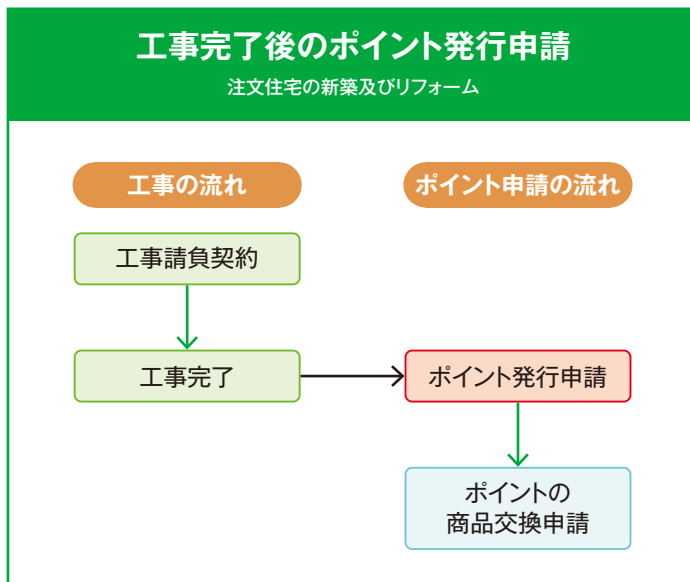 工事完了後のポイント発行申請
注文住宅の新築及びリフォーム
工事の流れ
ポイント申請の流れ
工事請負契約
工事完了
ポイント発行申請
ポイントの
商品交換申請